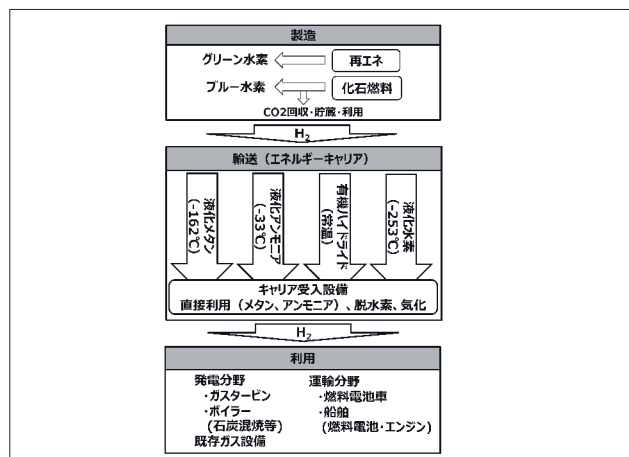 製造
グリーン水素
再エネ
ブルー水素
化石燃料
CO2回収・貯蔵・利用
H2
輸送（エネルギーキャリア）
液化メタン
(-162℃)
液化アンモニア
(-33℃)
有機ハイドライド
(常温)
液化水素
(-253℃)
キャリア受入設備
直接利用（メタン、アンモニア）、脱水素、気化
H2
利用
発電分野
・ガスタービン
・ボイラー
(石炭混焼等)
既存ガス設備
運輸分野
・燃料電池車
・船舶
(燃料電池・エンジン)